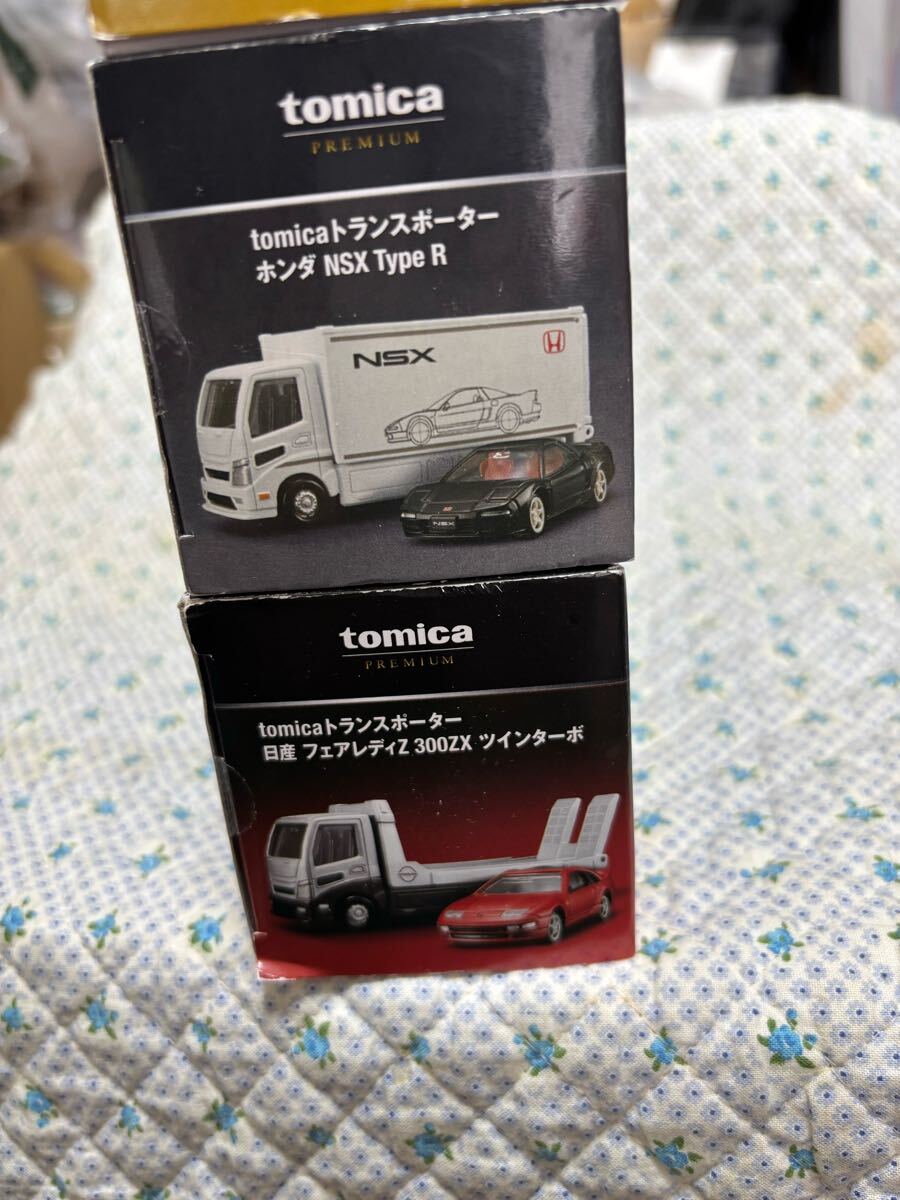 tomica
PREMIUM
tomicaトランスポーター
ホンダ NSX Type R
NSX
NSX
tomica
PREMIUM
tomicaトランスポーター
日産 フェアレディZ 300ZX ツインターボ